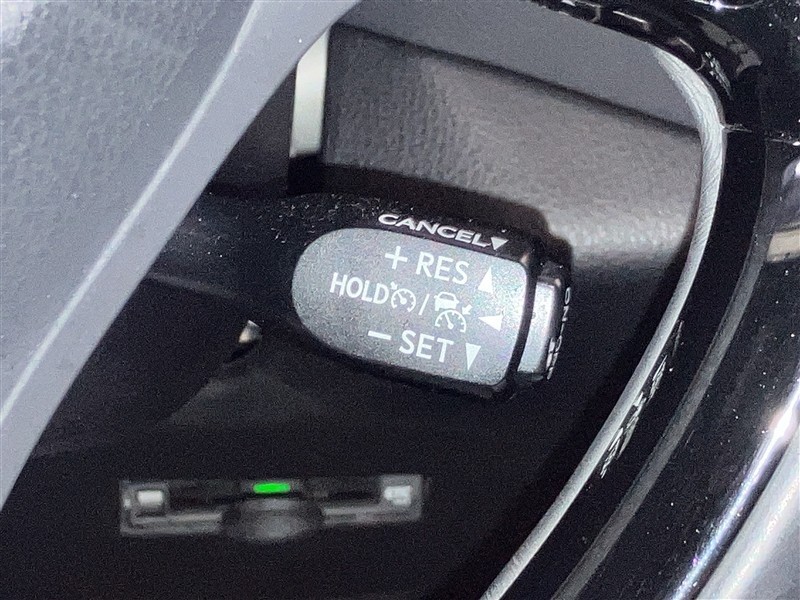 CANCEL▼
+ RES ▲
HOLD / ◀
− SET ▼